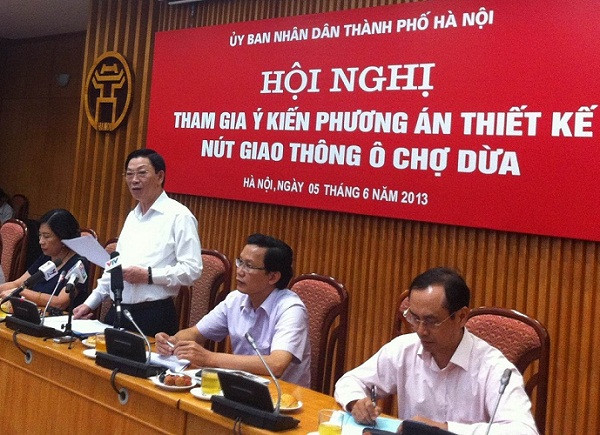 ỦY BAN NHÂN DÂN THÀNH PHỐ HÀ NỘI
HỘI NGHỊ
THAM GIA Ý KIẾN PHƯƠNG ÁN THIẾT KẾ
NÚT GIAO THÔNG Ô CHỢ DỪA
HÀ NỘI, NGÀY 05 THÁNG 6 NĂM 2013
VTV